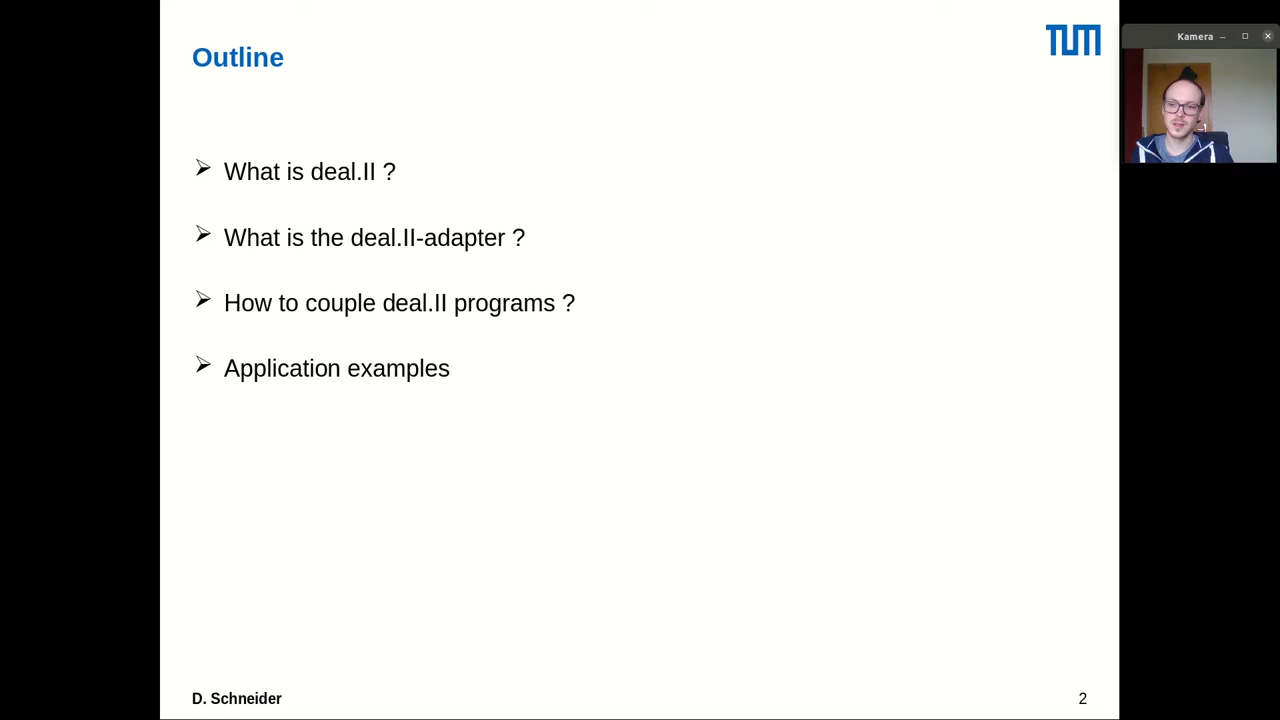 Outline
TUM
Kamera
What is deal.II ?
What is the deal.II-adapter ?
How to couple deal.II programs ?
Application examples
D. Schneider
2